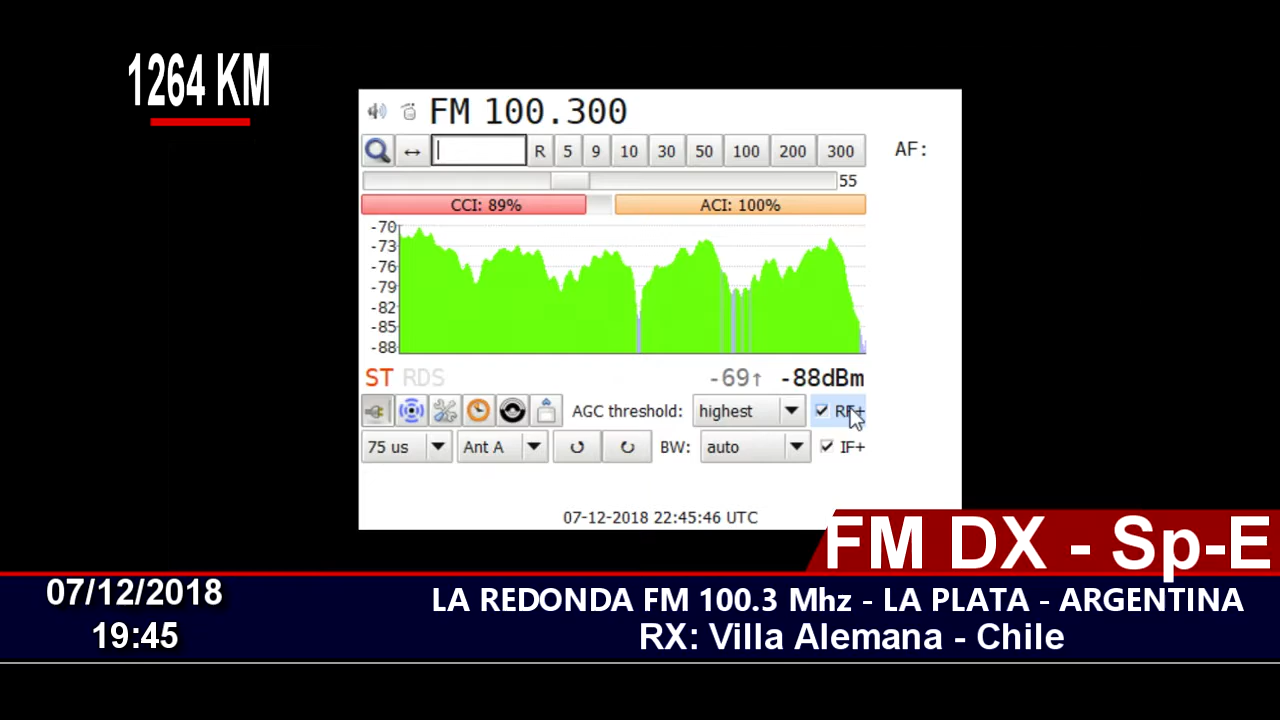 1264 KM
FM 100.300
R 5 9 10 30 50 100 200 300
AF:
55
CCI: 89% ACI: 100%
-70
-73
-76
-79
-82
-85
-88
ST RDS -69↑ -88dBm
AGC threshold: highest RF+
75 us Ant A BW: auto IF+
07-12-2018 22:45:46 UTC
FM DX - Sp-E
07/12/2018
19:45
LA REDONDA FM 100.3 Mhz - LA PLATA - ARGENTINA
RX: Villa Alemana - Chile